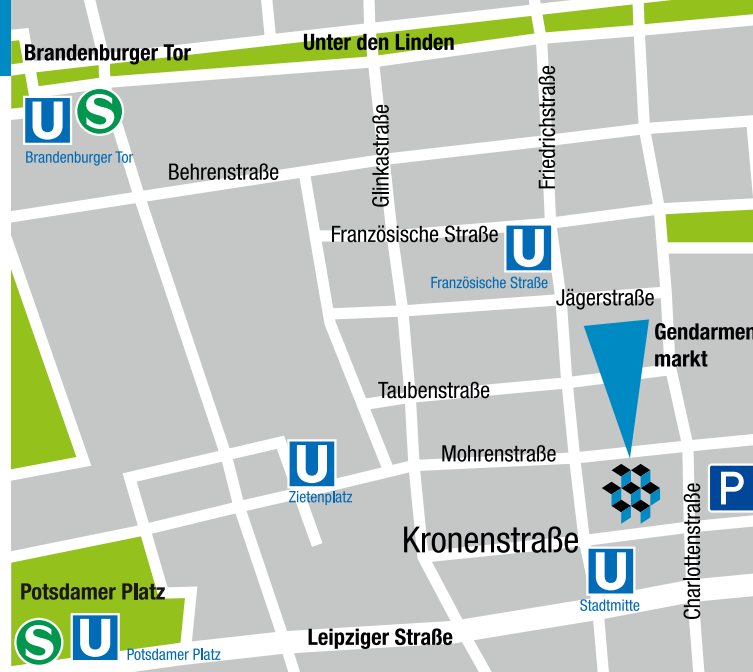 Brandenburger Tor
Unter den Linden
U
S
Brandenburger Tor
Glinkastraße
Friedrichstraße
Behrenstraße
Französische Straße
U
Französische Straße
Jägerstraße
Gendarmen
markt
Taubenstraße
Mohrenstraße
U
Zietenplatz
P
Charlottenstraße
Kronenstraße
U
Stadtmitte
Potsdamer Platz
S
U
Potsdamer Platz
Leipziger Straße